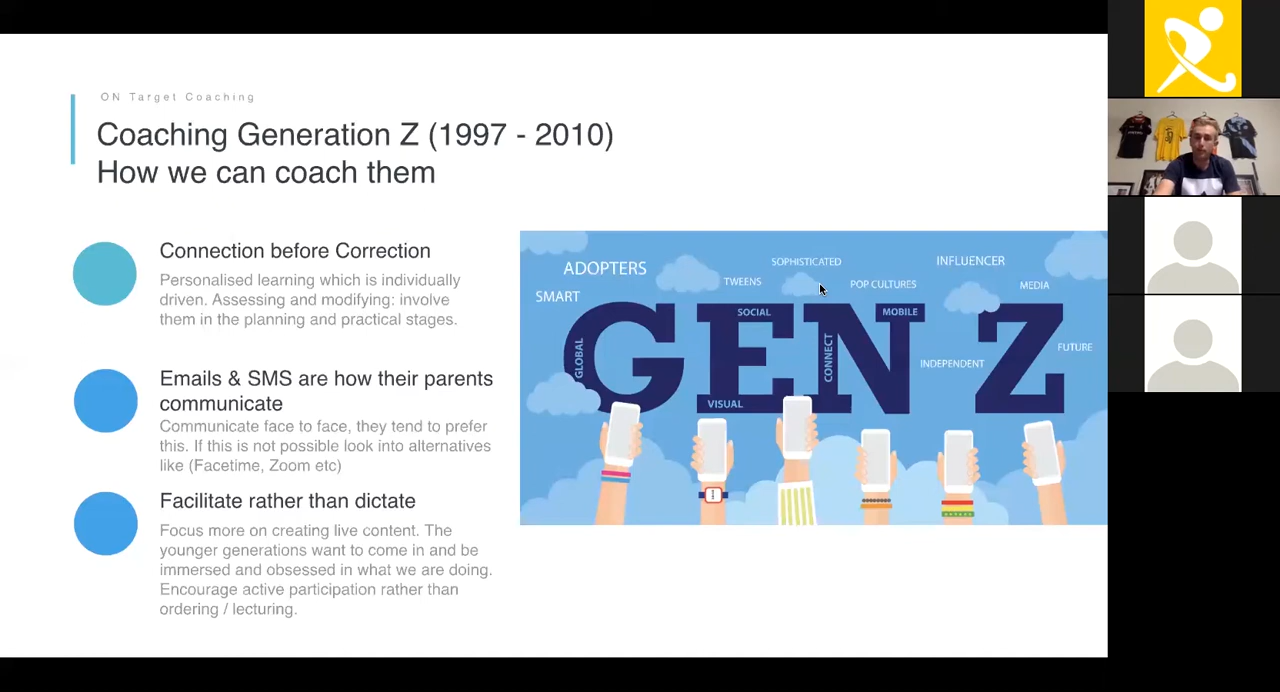 ON Target Coaching
Coaching Generation Z (1997 - 2010)
How we can coach them
Connection before Correction
Personalised learning which is individually
driven. Assessing and modifying: involve
them in the planning and practical stages.
Emails & SMS are how their parents
communicate
Communicate face to face, they tend to prefer
this. If this is not possible look into alternatives
like (Facetime, Zoom etc)
Facilitate rather than dictate
Focus more on creating live content. The
younger generations want to come in and be
immersed and obsessed in what we are doing.
Encourage active participation rather than
ordering / lecturing.
ADOPTERS
SOPHISTICATED
INFLUENCER
SMART
TWEENS
POP CULTURES
MEDIA
GEN Z
SOCIAL
MOBILE
GLOBAL
CONNECT
INDEPENDENT
FUTURE
VISUAL